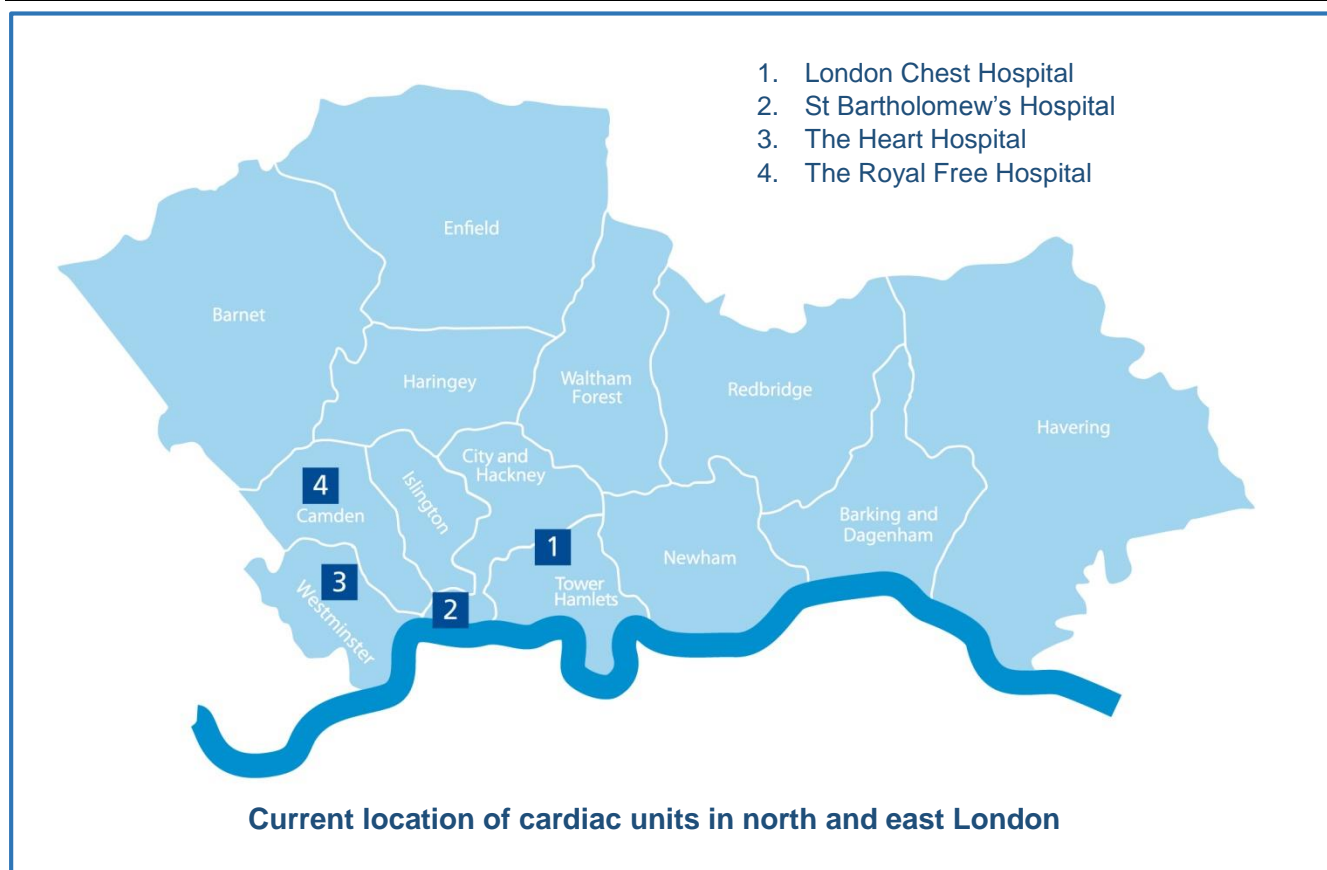 1. London Chest Hospital
2. St Bartholomew's Hospital
3. The Heart Hospital
4. The Royal Free Hospital
Enfield
Barnet
Haringey
Waltham
Forest
Redbridge
Havering
City and
Hackney
Islington
4
Camden
Barking and
Dagenham
1
Newham
3
Westminster
2
Tower
Hamlets
Current location of cardiac units in north and east London